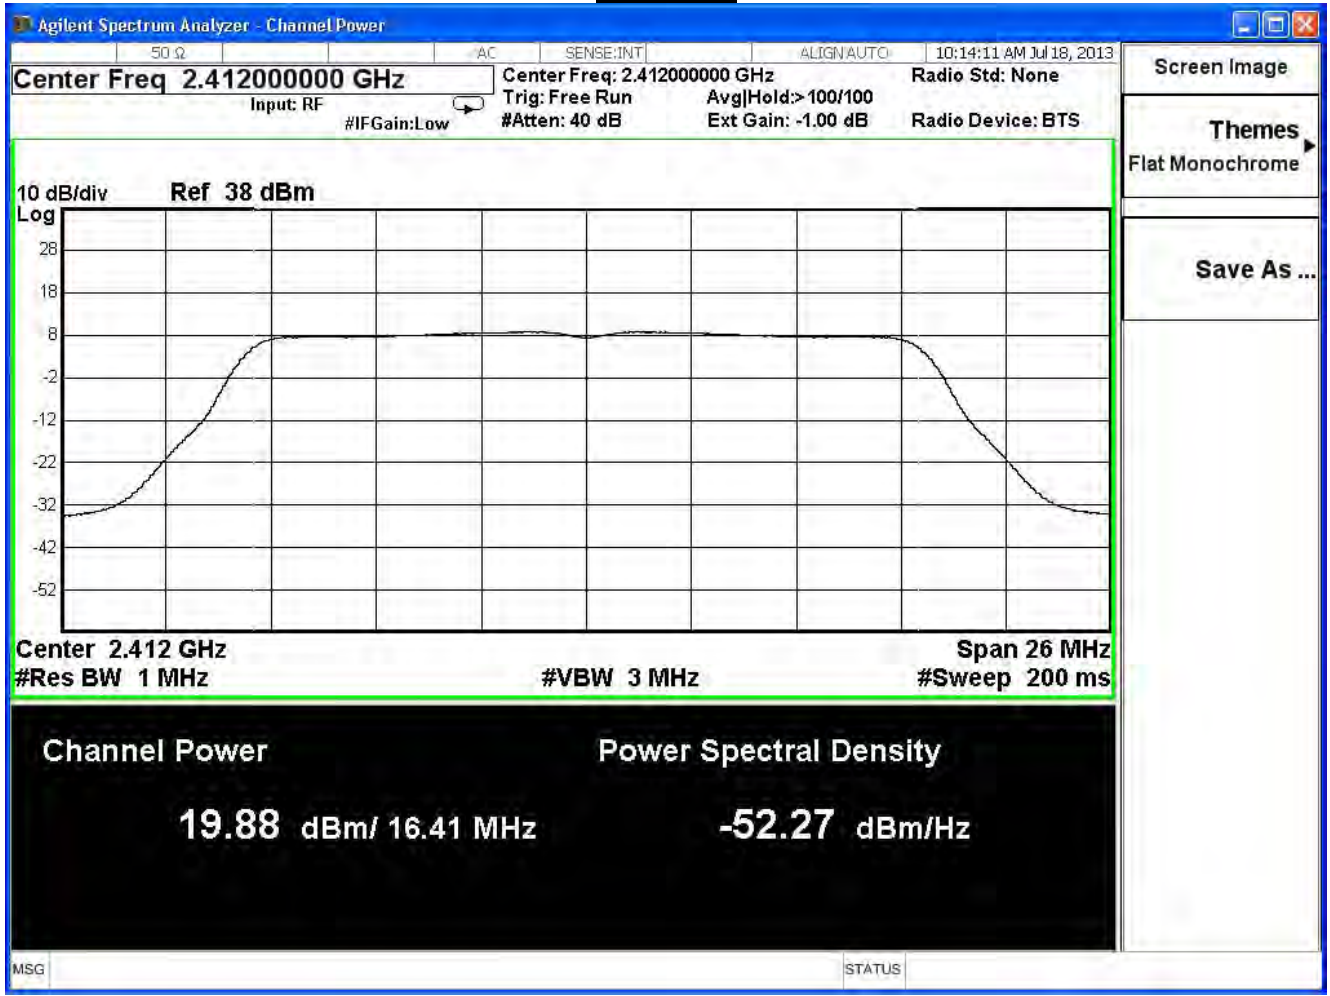 Agilent Spectrum Analyzer - Channel Power
50 Ω AC SENSE:INT ALIGN AUTO 10:14:11 AM Jul 18, 2013
Center Freq 2.412000000 GHz
Input: RF
#IFGain:Low
Center Freq: 2.412000000 GHz
Trig: Free Run Avg|Hold:>100/100
#Atten: 40 dB Ext Gain: -1.00 dB
Radio Std: None
Radio Device: BTS
10 dB/div Ref 38 dBm
Log
28
18
8
-2
-12
-22
-32
-42
-52
Center 2.412 GHz Span 26 MHz
#Res BW 1 MHz #VBW 3 MHz #Sweep 200 ms
Channel Power Power Spectral Density
19.88 dBm/ 16.41 MHz -52.27 dBm/Hz
MSG STATUS
Screen Image
Themes
Flat Monochrome
Save As ...